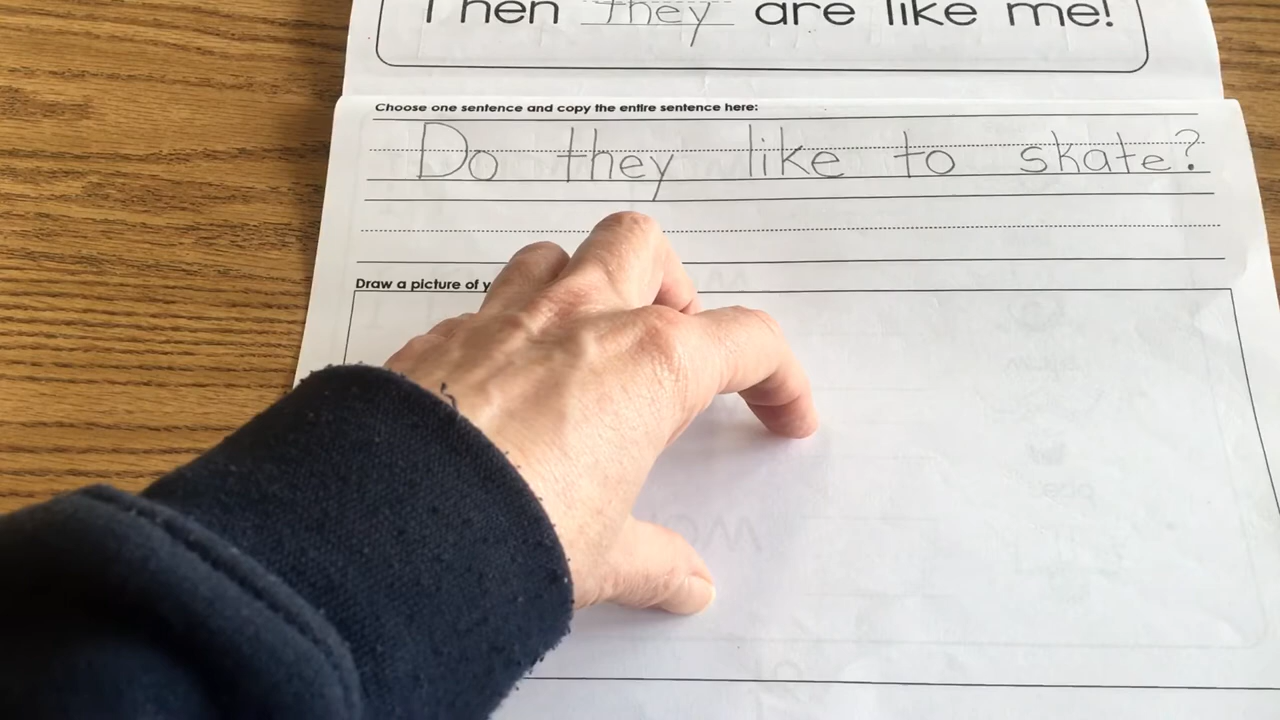 Then they are like me!
Choose one sentence and copy the entire sentence here:
Do they like to skate?
Draw a picture of y